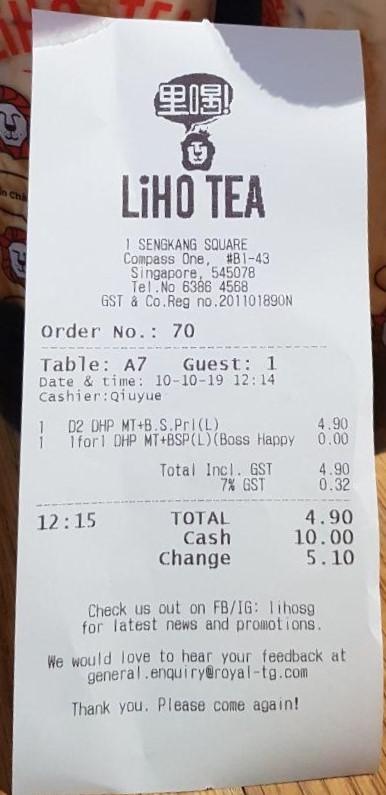 里喝!
LiHO TEA
1 SENGKANG SQUARE
Compass One, #B1-43
Singapore, 545078
Tel.No 6386 4568
GST & Co.Reg no.201101890N
Order No.: 70
Table: A7 Guest: 1
Date & time: 10-10-19 12:14
Cashier:Qiuyue
1 D2 DHP MT+B.S.Prl(L) 4.90
1 1for1 DHP MT+BSP(L)(Boss Happy 0.00
Total Incl. GST 4.90
7% GST 0.32
12:15 TOTAL 4.90
Cash 10.00
Change 5.10
Check us out on FB/IG: lihosg
for latest news and promotions.
We would love to hear your feedback at
general.enquiry@royal-tg.com
Thank you. Please come again!